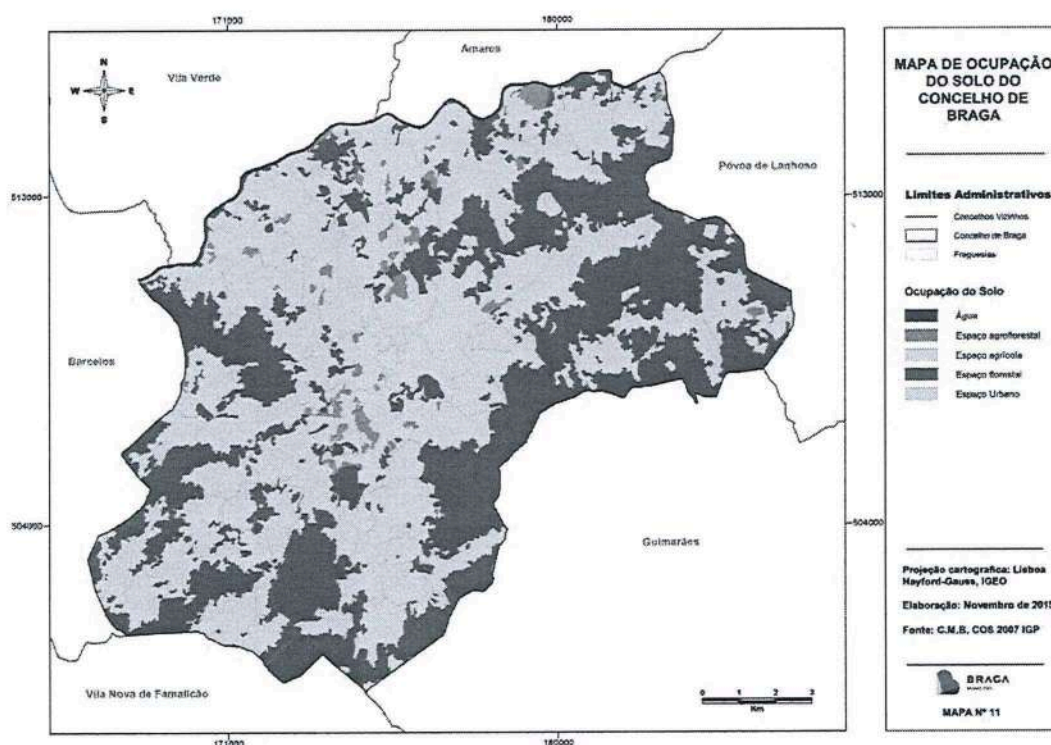 171000
180000
Amares
Vila Verde
N
W
E
S
Póvoa de Lanhoso
513000
513000
Barcelos
504000
504000
Guimarães
Vila Nova de Famalicão
0 1 2 3
Km
171000
180000
MAPA DE OCUPAÇÃO
DO SOLO DO
CONCELHO DE
BRAGA
Limites Administrativos
Concelhos Vizinhos
Concelho de Braga
Freguesias
Ocupação do Solo
Água
Espaço agroflorestal
Espaço agrícola
Espaço florestal
Espaço Urbano
Projeção cartografica: Lisboa
Hayford-Gauss, IGEO
Elaboração: Novembro de 2015
Fonte: C.M.B, COS 2007 IGP
BRAGA
MAPA Nº 11